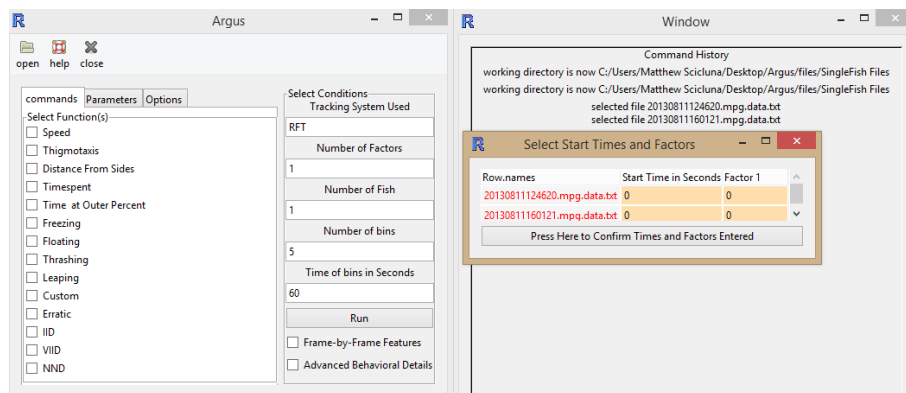 Argus
open help close
commands Parameters Options
Select Function(s)
Speed
Thigmotaxis
Distance From Sides
Timespent
Time at Outer Percent
Freezing
Floating
Thrashing
Leaping
Custom
Erratic
IID
VIID
NND
Select Conditions
Tracking System Used
RFT
Number of Factors
1
Number of Fish
1
Number of bins
5
Time of bins in Seconds
60
Run
Frame-by-Frame Features
Advanced Behavioral Details
Window
Command History
working directory is now C:/Users/Matthew Scicluna/Desktop/Argus/files/SingleFish Files
working directory is now C:/Users/Matthew Scicluna/Desktop/Argus/files/SingleFish Files
selected file 20130811124620.mpg.data.txt
selected file 20130811160121.mpg.data.txt
Select Start Times and Factors
Row.names Start Time in Seconds Factor 1
20130811124620.mpg.data.txt 0 0
20130811160121.mpg.data.txt 0 0
Press Here to Confirm Times and Factors Entered